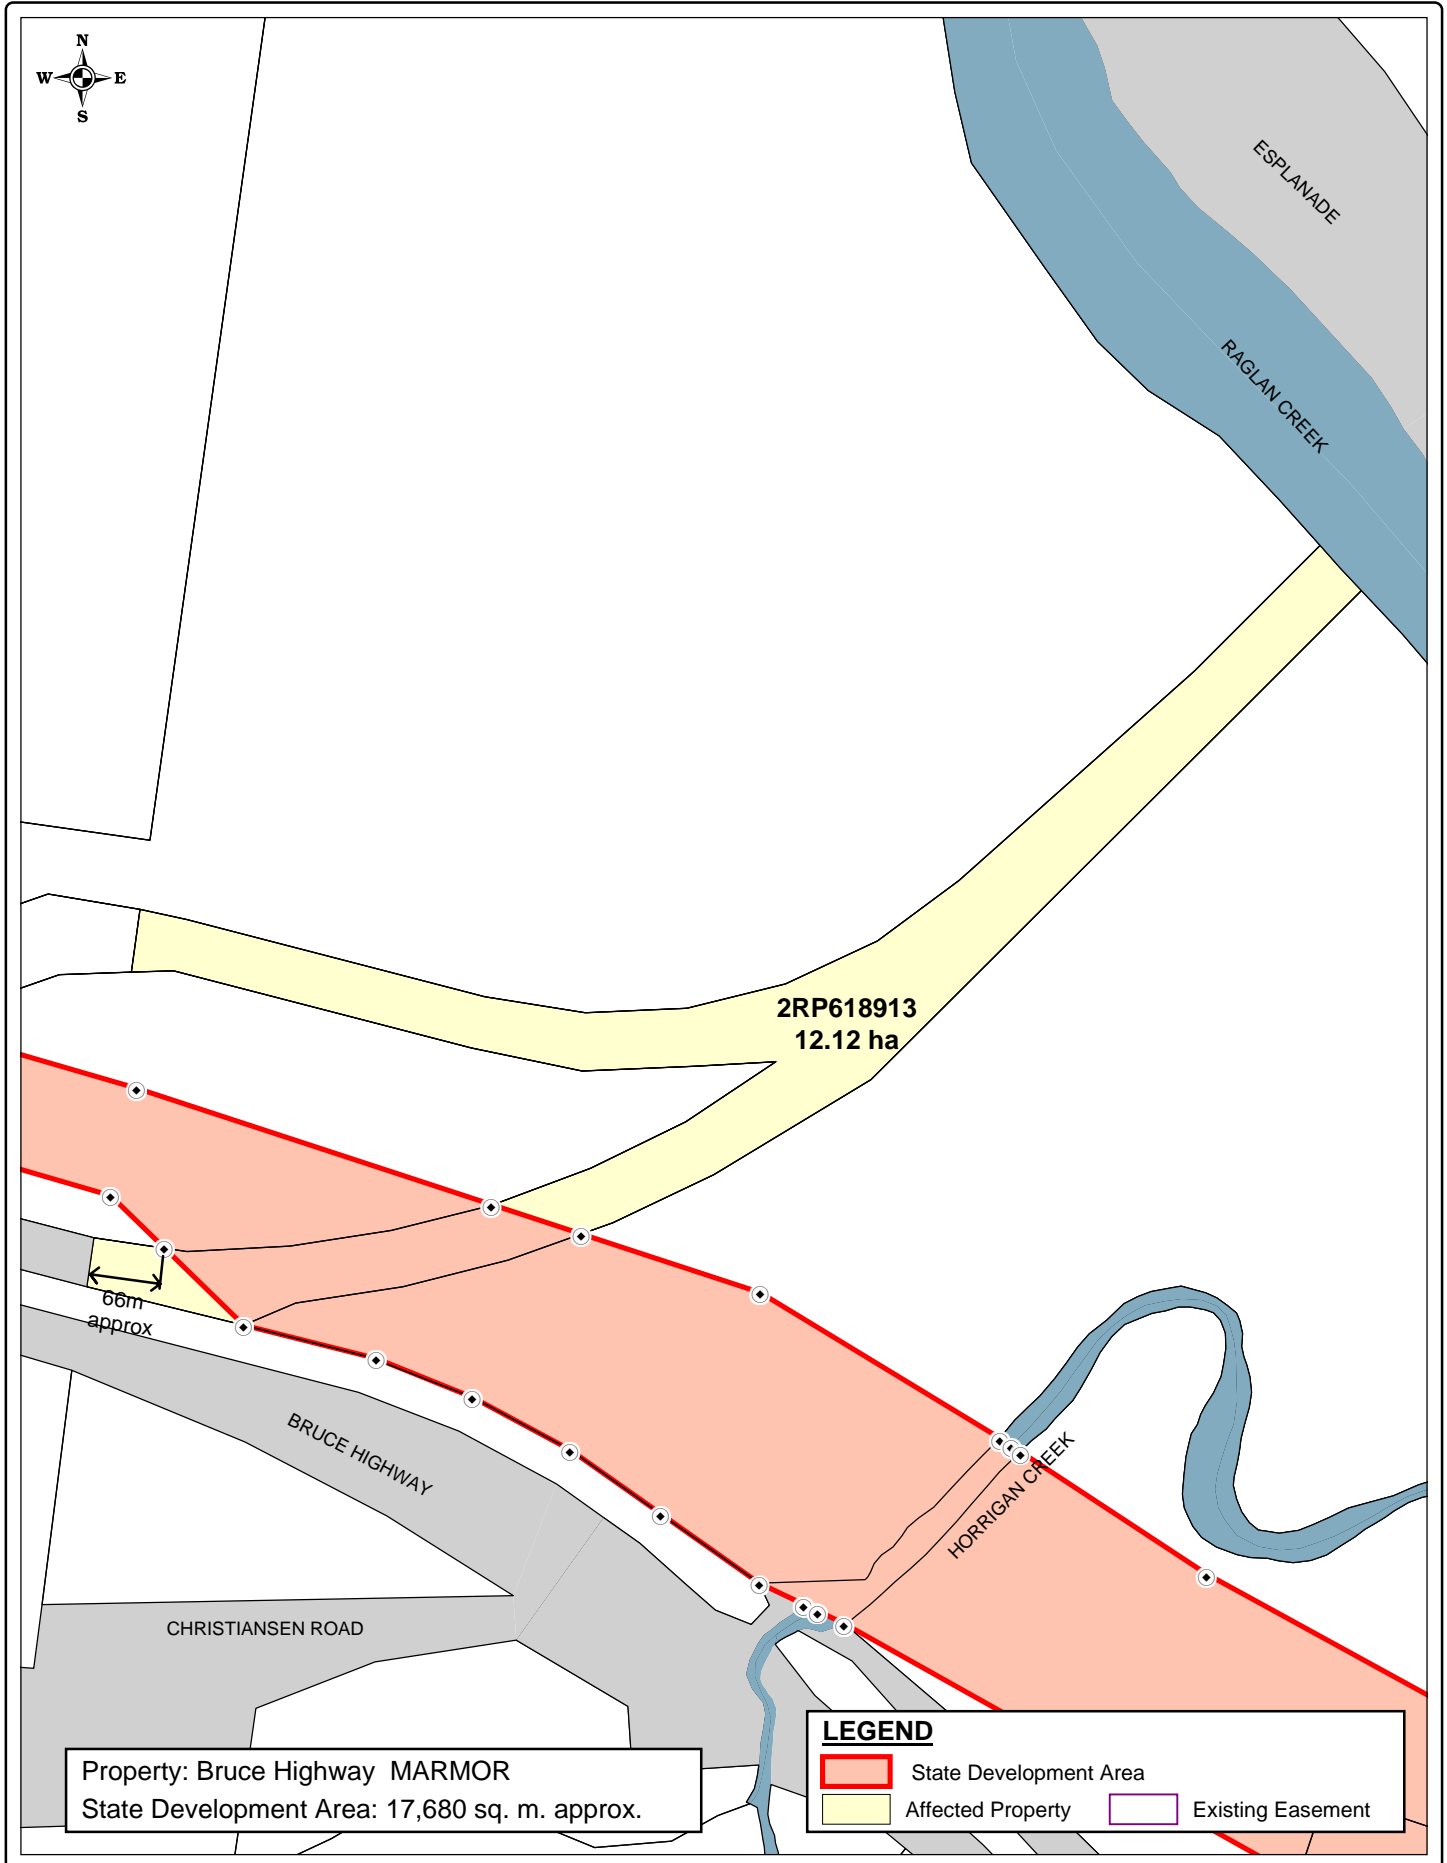 N
W E
S
ESPLANADE
RAGLAN CREEK
2RP618913
12.12 ha
66m
approx
BRUCE HIGHWAY
HORRIGAN CREEK
CHRISTIANSEN ROAD
Property: Bruce Highway MARMOR
State Development Area: 17,680 sq. m. approx.
LEGEND
State Development Area
Affected Property
Existing Easement